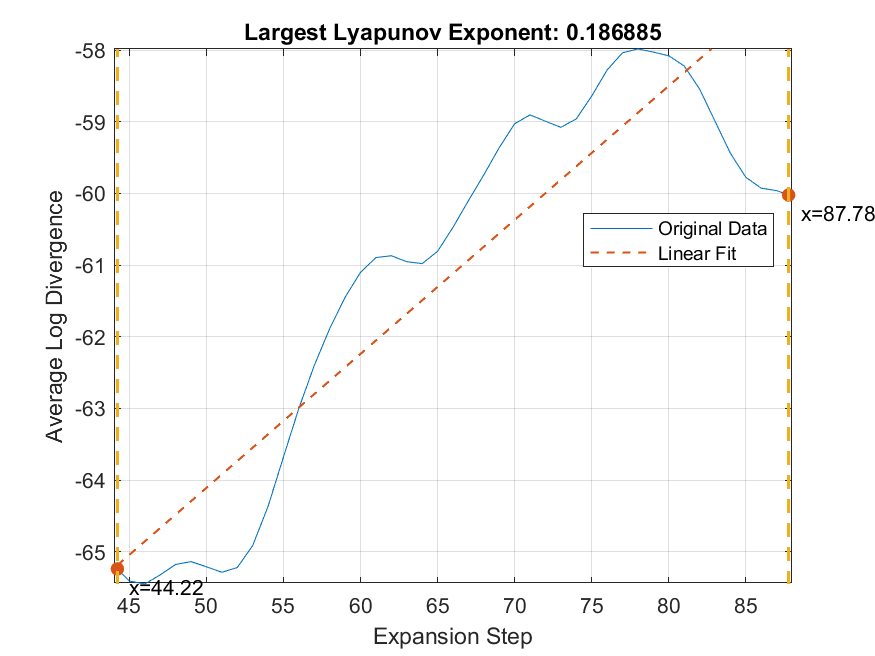 Largest Lyapunov Exponent: 0.186885
-58
-59
-60
x=87.78
Original Data
Linear Fit
-61
-62
-63
-64
-65
Average Log Divergence
x=44.22
45 50 55 60 65 70 75 80 85
Expansion Step